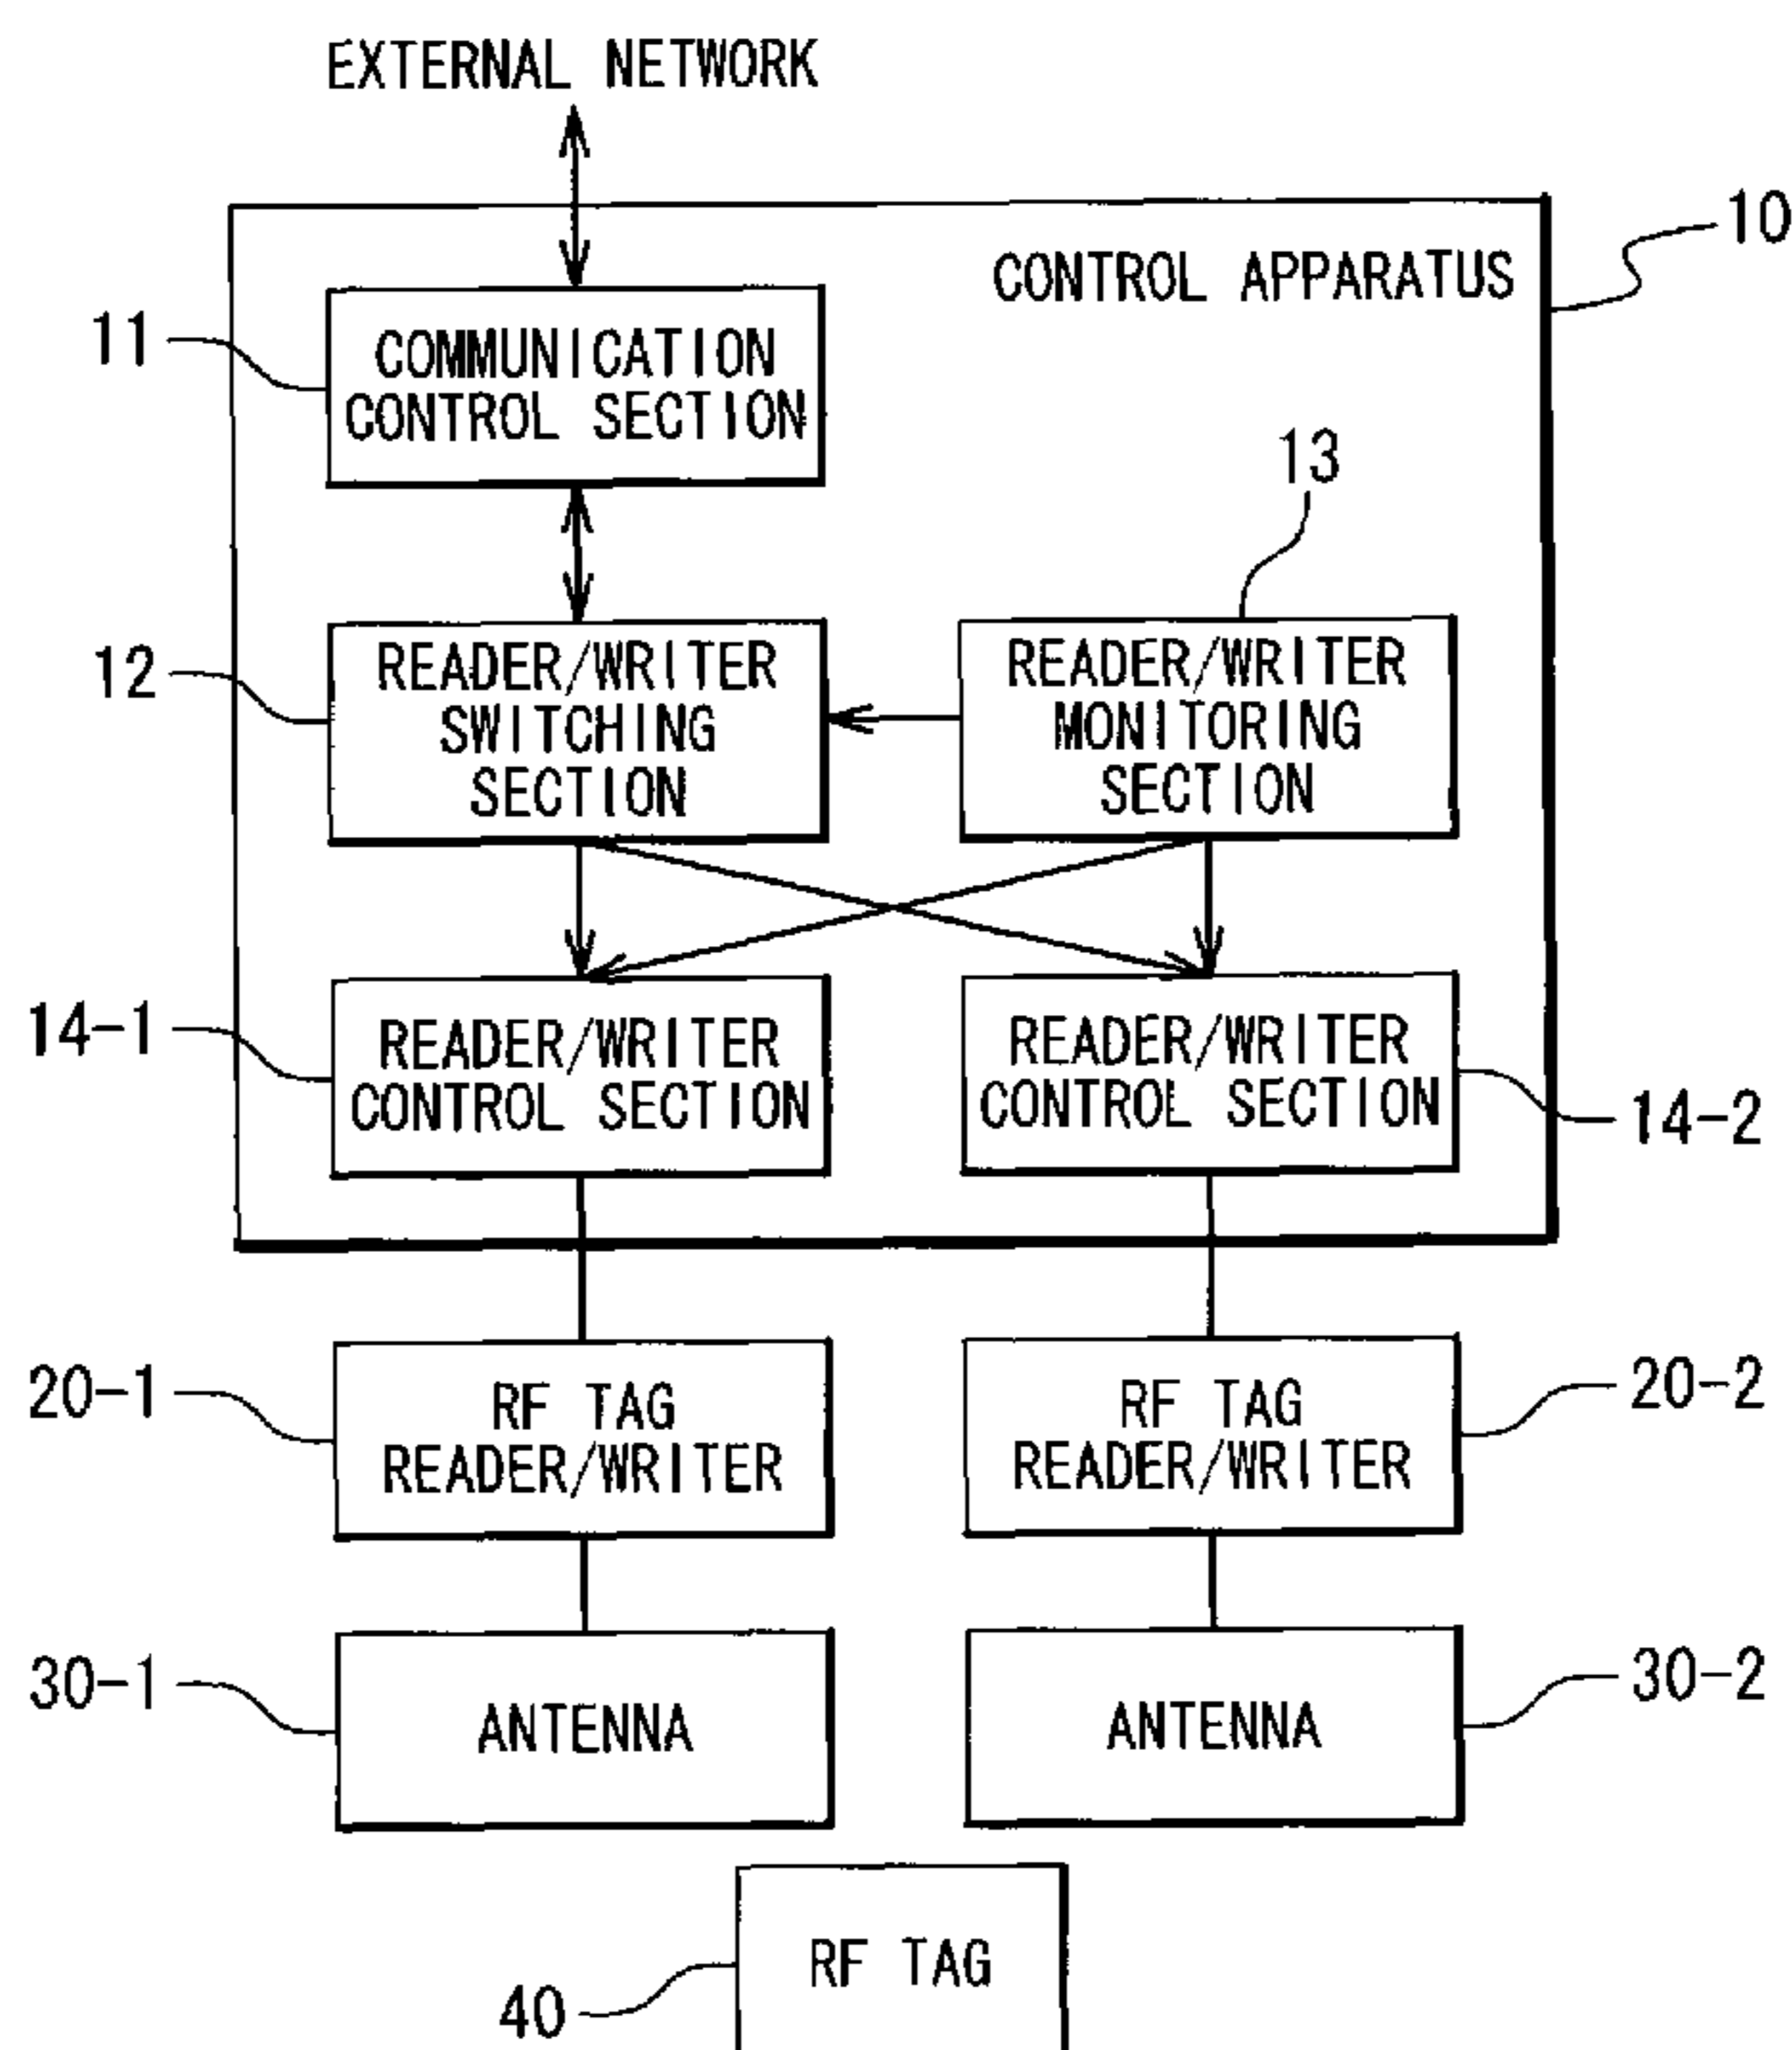 EXTERNAL NETWORK
10
CONTROL APPARATUS
11
COMMUNICATION
CONTROL SECTION
13
12
READER/WRITER
SWITCHING
SECTION
READER/WRITER
MONITORING
SECTION
14-1
READER/WRITER
CONTROL SECTION
READER/WRITER
CONTROL SECTION
14-2
20-1
RF TAG
READER/WRITER
RF TAG
READER/WRITER
20-2
30-1
ANTENNA
ANTENNA
30-2
RF TAG
40